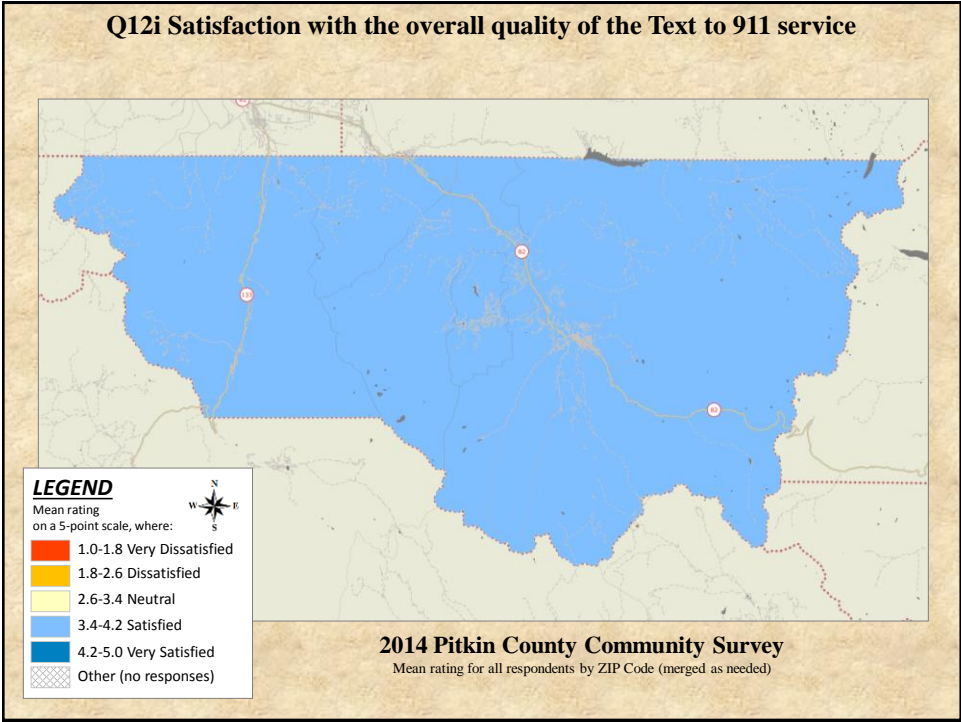 Q12i Satisfaction with the overall quality of the Text to 911 service
82
82
133
82
LEGEND
N
W E
S
Mean rating
on a 5-point scale, where:
1.0-1.8 Very Dissatisfied
1.8-2.6 Dissatisfied
2.6-3.4 Neutral
3.4-4.2 Satisfied
4.2-5.0 Very Satisfied
Other (no responses)
2014 Pitkin County Community Survey
Mean rating for all respondents by ZIP Code (merged as needed)